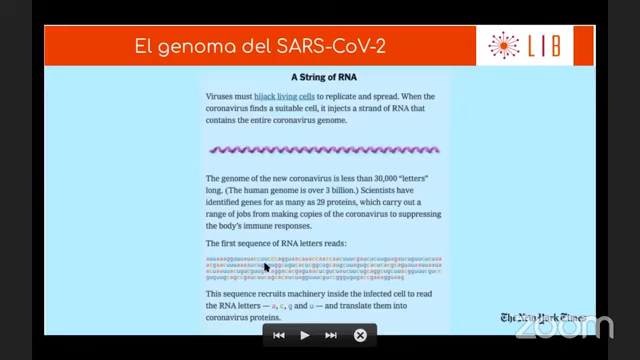 El genoma del SARS-CoV-2
LIB
A String of RNA
Viruses must hijack living cells to replicate and spread. When the
coronavirus finds a suitable cell, it injects a strand of RNA that
contains the entire coronavirus genome.
The genome of the new coronavirus is less than 30,000 “letters”
long. (The human genome is over 3 billion.) Scientists have
identified genes for as many as 29 proteins, which carry out a
range of jobs from making copies of the coronavirus to suppressing
the body’s immune responses.
The first sequence of RNA letters reads:
This sequence recruits machinery inside the infected cell to read
the RNA letters — a, c, g and u — and translate them into
coronavirus proteins.
The New York Times
zoom